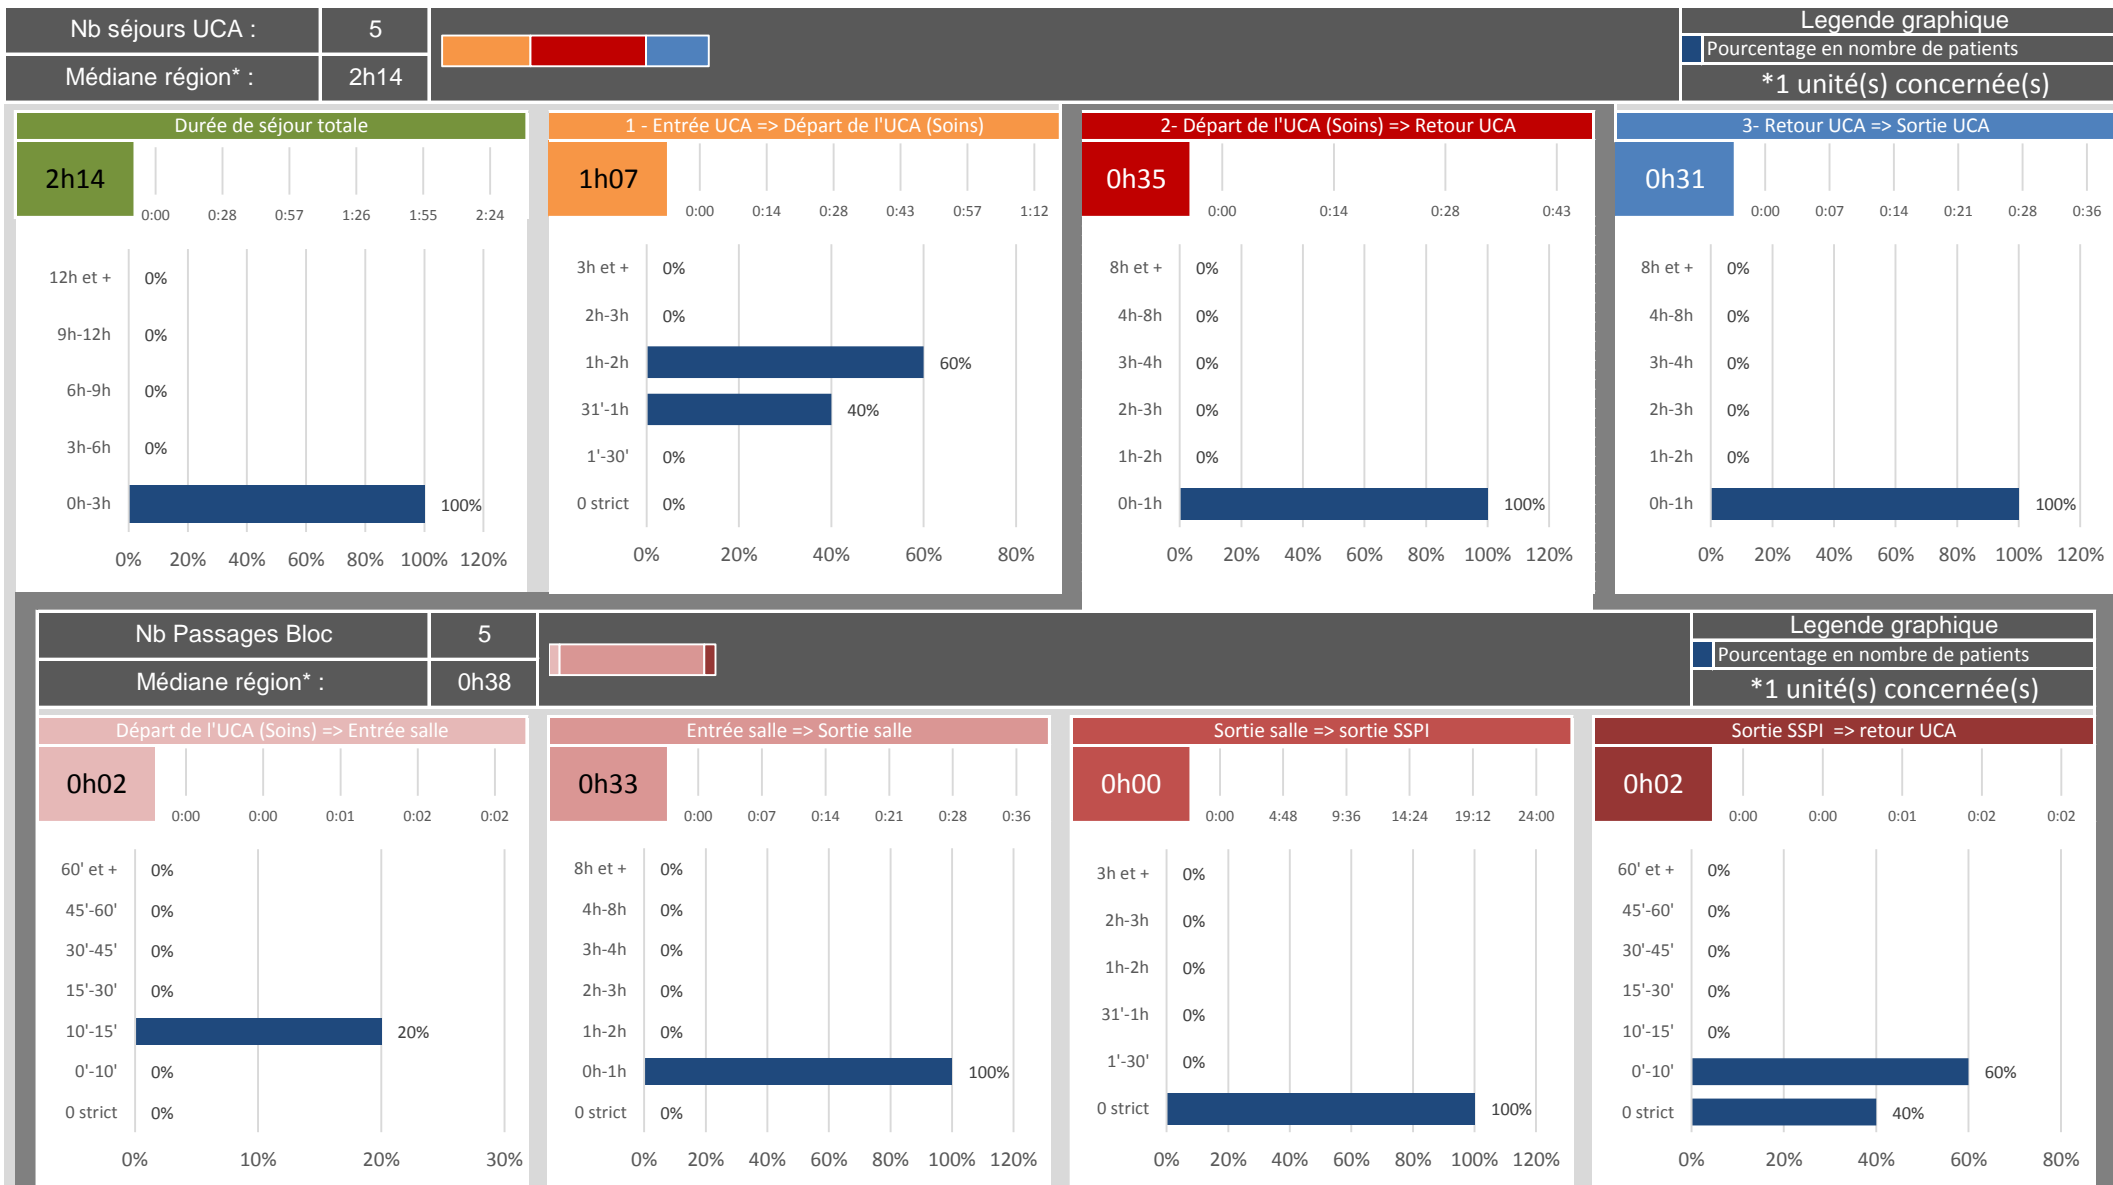 Nb séjours UCA :
5
Médiane région* :
2h14
Legende graphique
Pourcentage en nombre de patients
*1 unité(s) concernée(s)
Durée de séjour totale
2h14
0:00 0:28 0:57 1:26 1:55 2:24
12h et + 0%
9h-12h 0%
6h-9h 0%
3h-6h 0%
0h-3h 100%
0% 20% 40% 60% 80% 100% 120%
1 - Entrée UCA => Départ de l'UCA (Soins)
1h07
0:00 0:14 0:28 0:43 0:57 1:12
3h et + 0%
2h-3h 0%
1h-2h 60%
31'-1h 40%
1'-30' 0%
0 strict 0%
0% 20% 40% 60% 80%
2- Départ de l'UCA (Soins) => Retour UCA
0h35
0:00 0:14 0:28 0:43
8h et + 0%
4h-8h 0%
3h-4h 0%
2h-3h 0%
1h-2h 0%
0h-1h 100%
0% 20% 40% 60% 80% 100% 120%
3- Retour UCA => Sortie UCA
0h31
0:00 0:07 0:14 0:21 0:28 0:36
8h et + 0%
4h-8h 0%
3h-4h 0%
2h-3h 0%
1h-2h 0%
0h-1h 100%
0% 20% 40% 60% 80% 100% 120%
Nb Passages Bloc
5
Médiane région* :
0h38
Legende graphique
Pourcentage en nombre de patients
*1 unité(s) concernée(s)
Départ de l'UCA (Soins) => Entrée salle
0h02
0:00 0:00 0:01 0:02 0:02
60' et + 0%
45'-60' 0%
30'-45' 0%
15'-30' 0%
10'-15' 20%
0'-10' 0%
0 strict 0%
0% 10% 20% 30%
Entrée salle => Sortie salle
0h33
0:00 0:07 0:14 0:21 0:28 0:36
8h et + 0%
4h-8h 0%
3h-4h 0%
2h-3h 0%
1h-2h 0%
0h-1h 100%
0 strict 0%
0% 20% 40% 60% 80% 100% 120%
Sortie salle => sortie SSPI
0h00
0:00 4:48 9:36 14:24 19:12 24:00
3h et + 0%
2h-3h 0%
1h-2h 0%
31'-1h 0%
1'-30' 0%
0 strict 100%
0% 20% 40% 60% 80% 100% 120%
Sortie SSPI => retour UCA
0h02
0:00 0:00 0:01 0:02 0:02
60' et + 0%
45'-60' 0%
30'-45' 0%
15'-30' 0%
10'-15' 0%
0'-10' 60%
0 strict 40%
0% 20% 40% 60% 80%